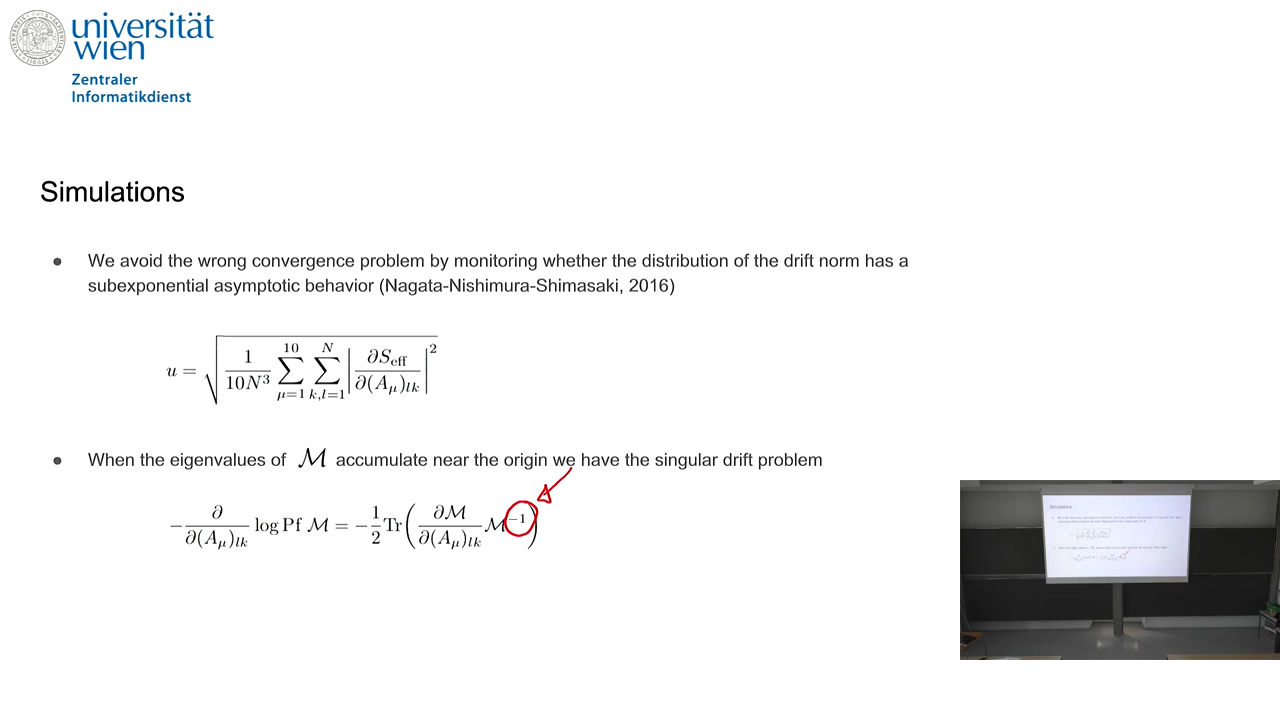 universität
wien
Zentraler
Informatikdienst
Simulations
● We avoid the wrong convergence problem by monitoring whether the distribution of the drift norm has a
subexponential asymptotic behavior (Nagata-Nishimura-Shimasaki, 2016)
u = √( 1/(10N³) ∑_{μ=1}^{10} ∑_{k,l=1}^{N} | ∂S_eff / ∂(A_μ)_{lk} |² )
● When the eigenvalues of ℳ accumulate near the origin we have the singular drift problem
− ∂/∂(A_μ)_{lk} log Pf ℳ = − 1/2 Tr( ∂ℳ/∂(A_μ)_{lk} ℳ⁻¹ )
Simulations